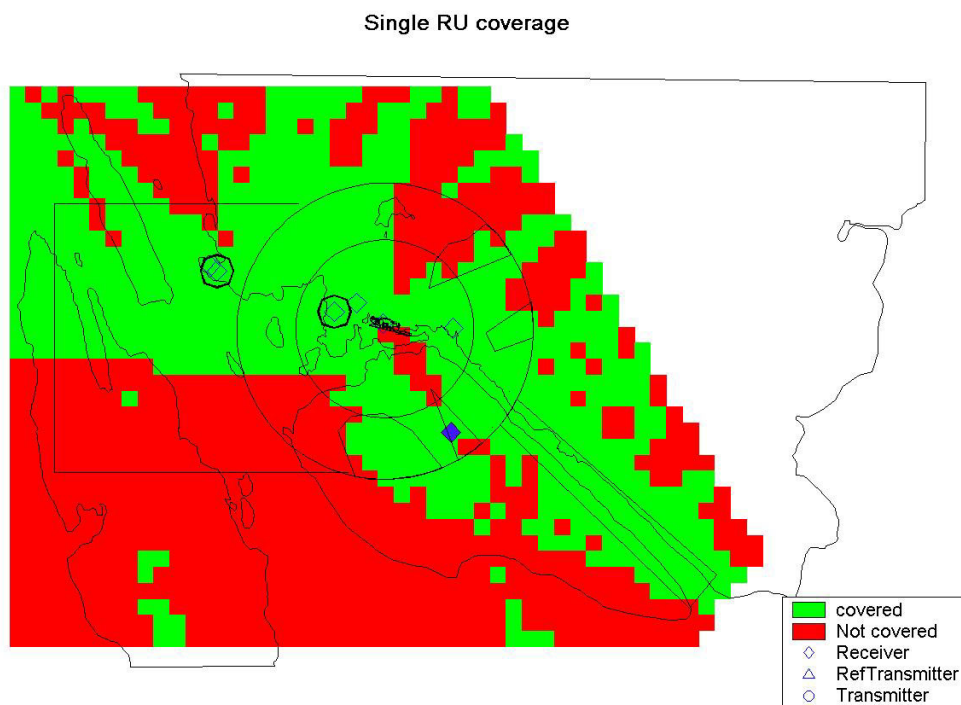 Single RU coverage
covered
Not covered
Receiver
RefTransmitter
Transmitter